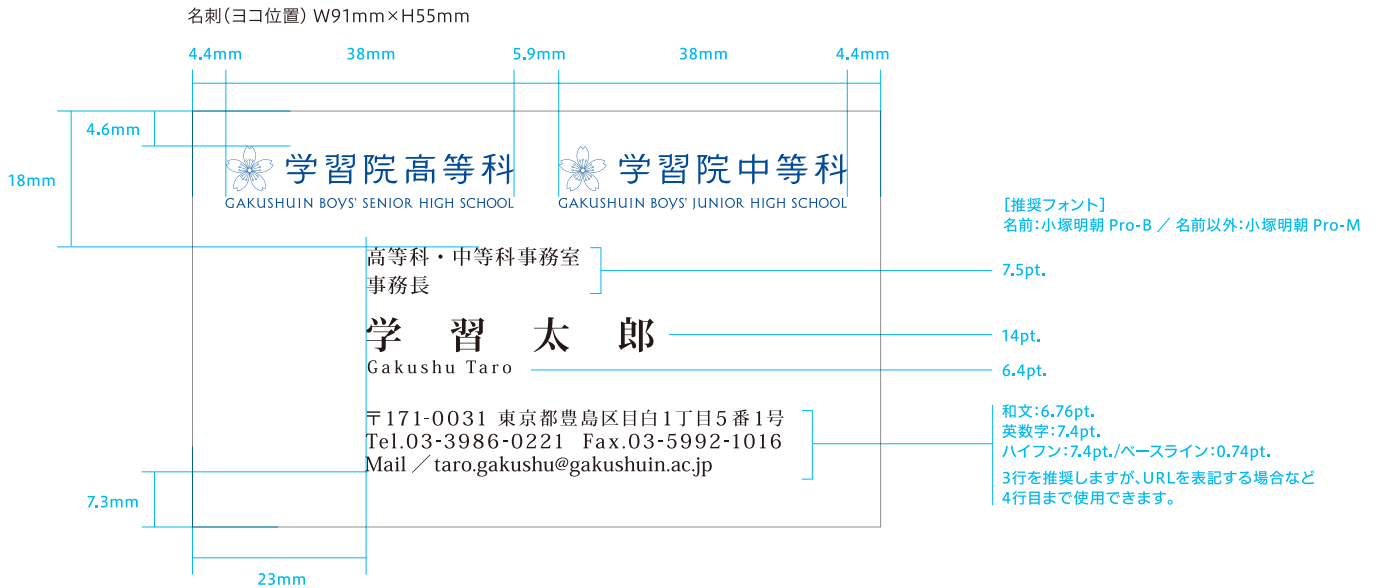 名刺（ヨコ位置） W91mm×H55mm
4.4mm 38mm 5.9mm 38mm 4.4mm
4.6mm
18mm
学習院高等科 学習院中等科
GAKUSHUIN BOYS' SENIOR HIGH SCHOOL GAKUSHUIN BOYS' JUNIOR HIGH SCHOOL
［推奨フォント］
名前：小塚明朝 Pro-B ／ 名前以外：小塚明朝 Pro-M
高等科・中等科事務室
事務長
7.5pt.
学 習 太 郎
14pt.
Gakushu Taro
6.4pt.
〒171-0031 東京都豊島区目白1丁目5番1号
Tel.03-3986-0221 Fax.03-5992-1016
Mail ／ taro.gakushu@gakushuin.ac.jp
和文：6.76pt.
英数字：7.4pt.
ハイフン：7.4pt./ベースライン：0.74pt.
3行を推奨しますが、URLを表記する場合など
4行目まで使用できます。
7.3mm
23mm